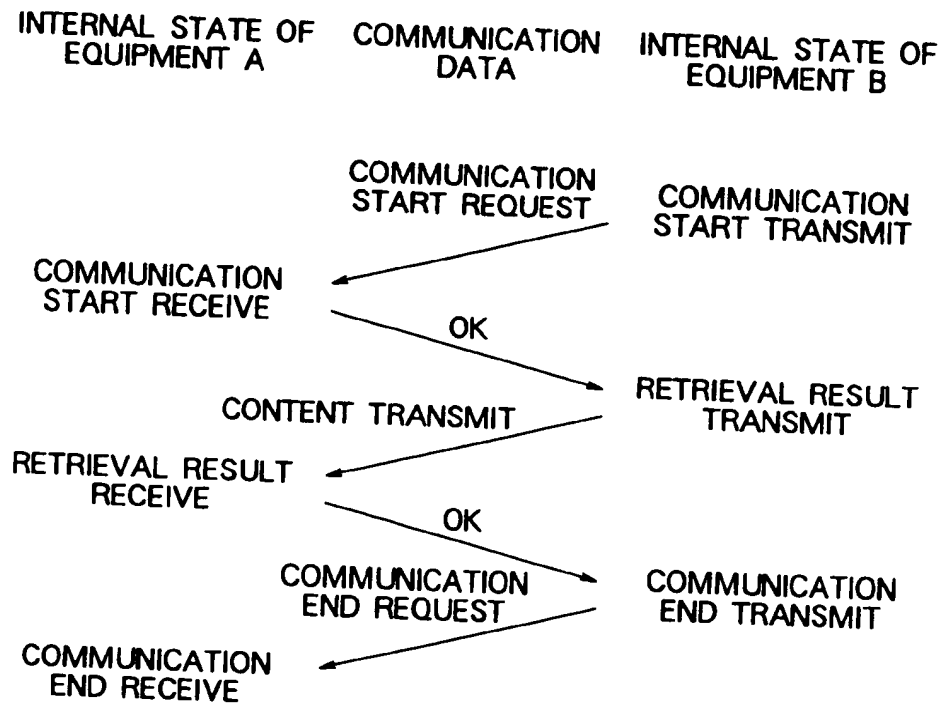 INTERNAL STATE OF
EQUIPMENT A
COMMUNICATION
DATA
INTERNAL STATE OF
EQUIPMENT B
COMMUNICATION
START REQUEST
COMMUNICATION
START TRANSMIT
COMMUNICATION
START RECEIVE
OK
RETRIEVAL RESULT
TRANSMIT
CONTENT TRANSMIT
RETRIEVAL RESULT
RECEIVE
OK
COMMUNICATION
END REQUEST
COMMUNICATION
END TRANSMIT
COMMUNICATION
END RECEIVE